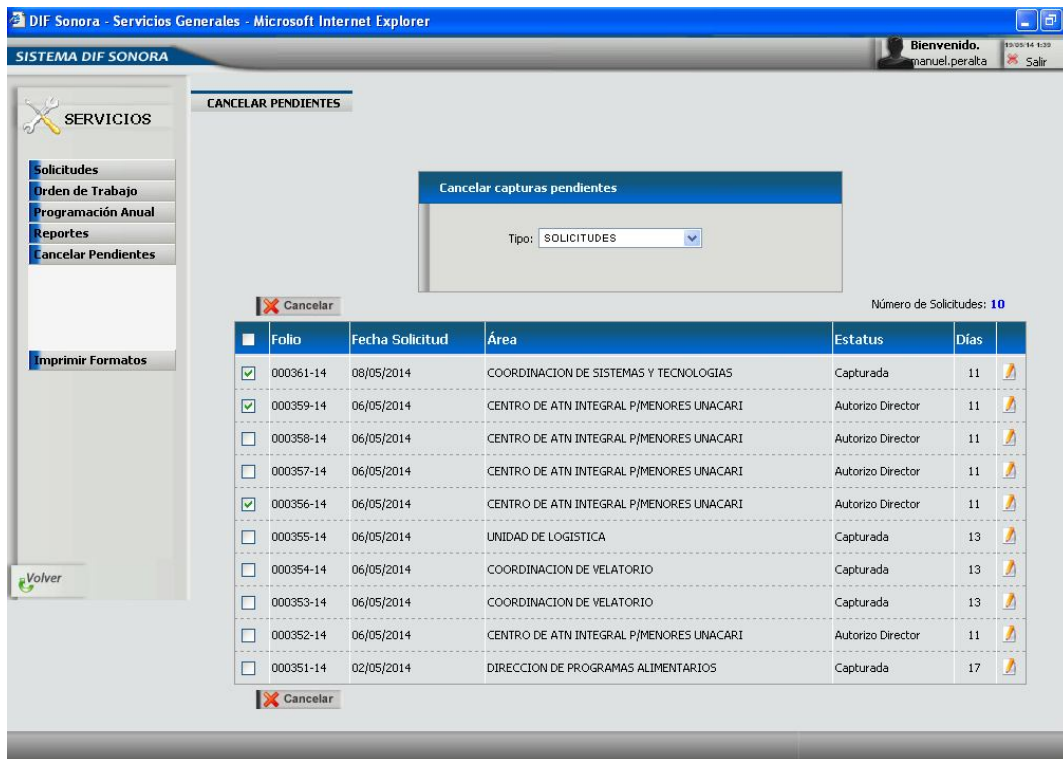 DIF Sonora - Servicios Generales - Microsoft Internet Explorer
SISTEMA DIF SONORA
Bienvenido.
manuel.peralta
19/05/14 1:39
Salir
SERVICIOS
Solicitudes
Orden de Trabajo
Programación Anual
Reportes
Cancelar Pendientes
Imprimir Formatos
Volver
CANCELAR PENDIENTES
Cancelar capturas pendientes
Tipo: SOLICITUDES
Cancelar
Número de Solicitudes: 10
Folio Fecha Solicitud Área Estatus Días
000361-14 08/05/2014 COORDINACION DE SISTEMAS Y TECNOLOGIAS Capturada 11
000359-14 06/05/2014 CENTRO DE ATN INTEGRAL P/MENORES UNACARI Autorizo Director 11
000358-14 06/05/2014 CENTRO DE ATN INTEGRAL P/MENORES UNACARI Autorizo Director 11
000357-14 06/05/2014 CENTRO DE ATN INTEGRAL P/MENORES UNACARI Autorizo Director 11
000356-14 06/05/2014 CENTRO DE ATN INTEGRAL P/MENORES UNACARI Autorizo Director 11
000355-14 06/05/2014 UNIDAD DE LOGISTICA Capturada 13
000354-14 06/05/2014 COORDINACION DE VELATORIO Capturada 13
000353-14 06/05/2014 COORDINACION DE VELATORIO Capturada 13
000352-14 06/05/2014 CENTRO DE ATN INTEGRAL P/MENORES UNACARI Autorizo Director 11
000351-14 02/05/2014 DIRECCION DE PROGRAMAS ALIMENTARIOS Capturada 17
Cancelar